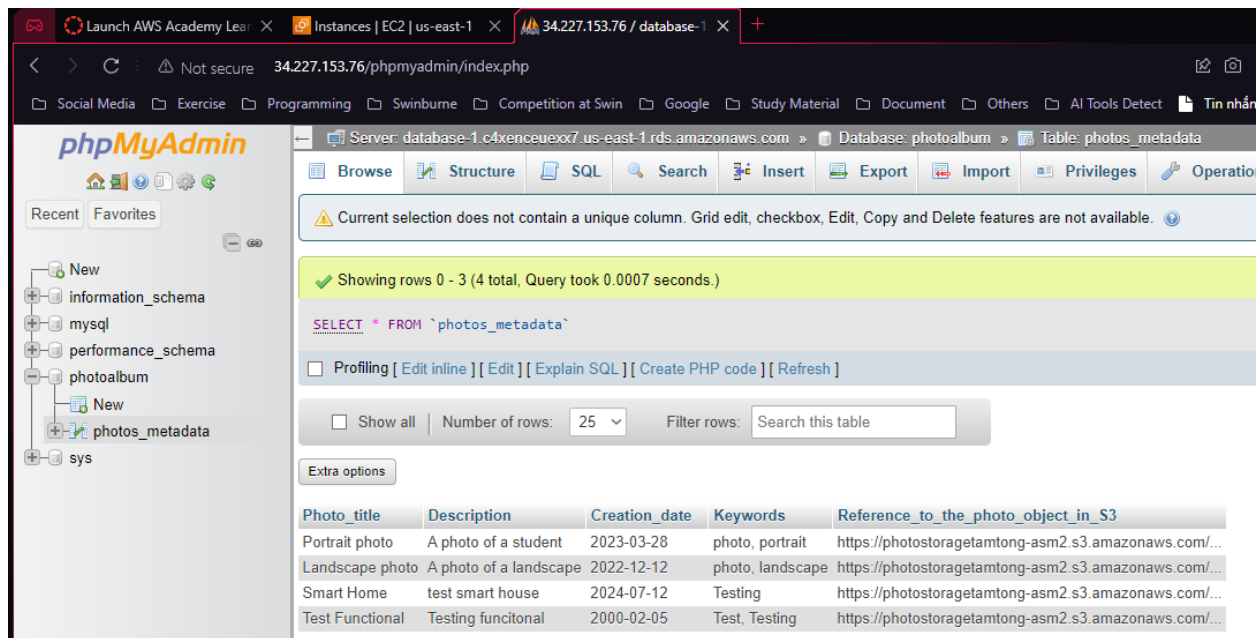 Launch AWS Academy Lear
Instances | EC2 | us-east-1
34.227.153.76 / database-1
Not secure 34.227.153.76/phpmyadmin/index.php
Social Media Exercise Programming Swinburne Competition at Swin Google Study Material Document Others AI Tools Detect Tin nhắn
phpMyAdmin
Recent Favorites
New
information_schema
mysql
performance_schema
photoalbum
New
photos_metadata
sys
Server: database-1.c4xenceuexx7.us-east-1.rds.amazonaws.com » Database: photoalbum » Table: photos_metadata
Browse Structure SQL Search Insert Export Import Privileges Operatio
Current selection does not contain a unique column. Grid edit, checkbox, Edit, Copy and Delete features are not available.
Showing rows 0 - 3 (4 total, Query took 0.0007 seconds.)
SELECT * FROM `photos_metadata`
Profiling [ Edit inline ] [ Edit ] [ Explain SQL ] [ Create PHP code ] [ Refresh ]
Show all | Number of rows: 25 Filter rows: Search this table
Extra options
Photo_title Description Creation_date Keywords Reference_to_the_photo_object_in_S3
Portrait photo A photo of a student 2023-03-28 photo, portrait https://photostoragetamtong-asm2.s3.amazonaws.com/...
Landscape photo A photo of a landscape 2022-12-12 photo, landscape https://photostoragetamtong-asm2.s3.amazonaws.com/...
Smart Home test smart house 2024-07-12 Testing https://photostoragetamtong-asm2.s3.amazonaws.com/...
Test Functional Testing funcitonal 2000-02-05 Test, Testing https://photostoragetamtong-asm2.s3.amazonaws.com/...